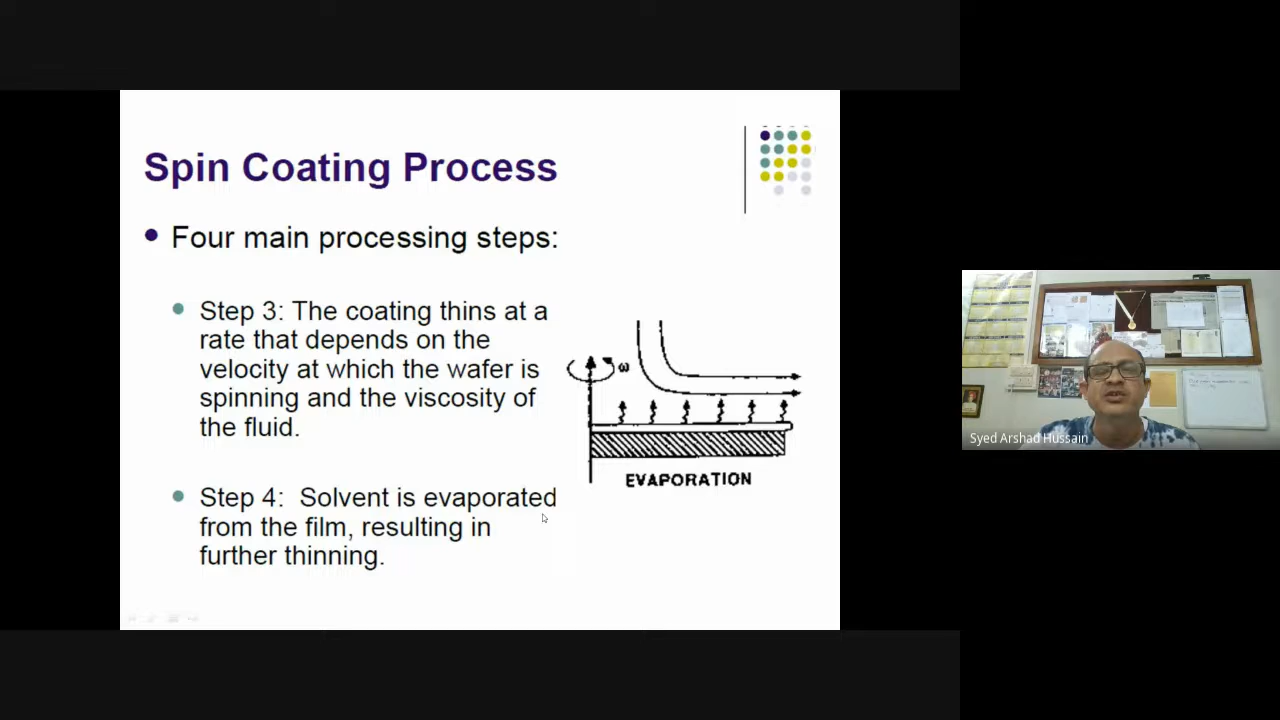 Spin Coating Process
Four main processing steps:
Step 3: The coating thins at a
rate that depends on the
velocity at which the wafer is
spinning and the viscosity of
the fluid.
ω
EVAPORATION
Step 4: Solvent is evaporated
from the film, resulting in
further thinning.
Syed Arshad Hussain